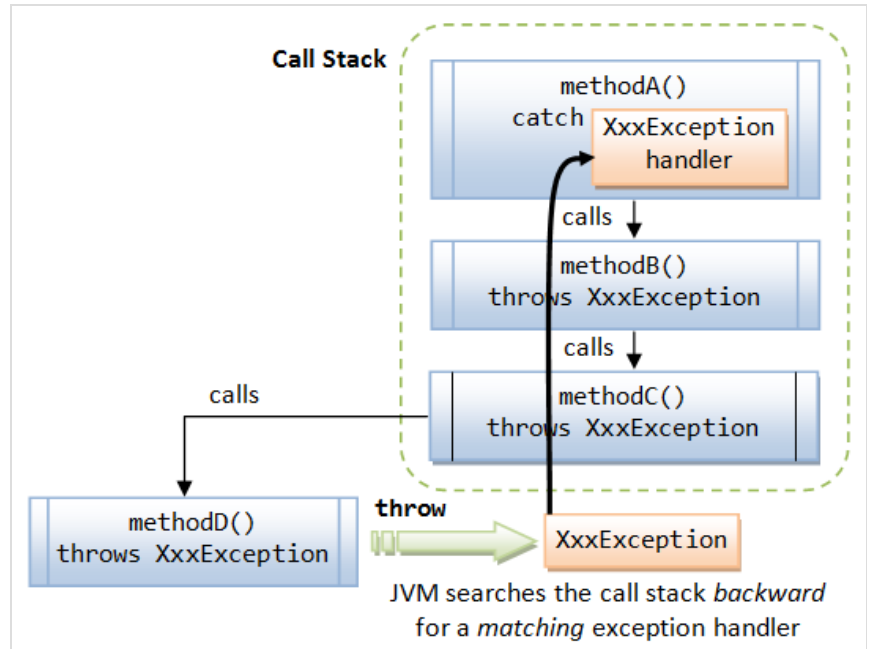 Call Stack
methodA()
catch
XxxException
handler
calls
methodB()
throws XxxException
calls
methodC()
throws XxxException
calls
methodD()
throws XxxException
throw
XxxException
JVM searches the call stack backward
for a matching exception handler